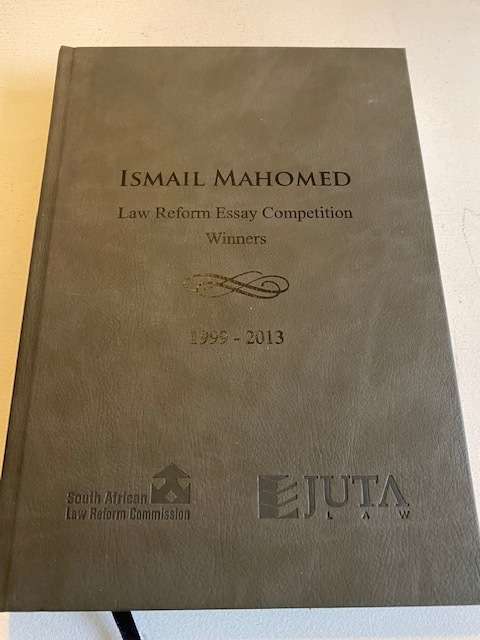 ISMAIL MAHOMED
Law Reform Essay Competition
Winners
1999 - 2013
South African
Law Reform Commission
JUTA
LAW